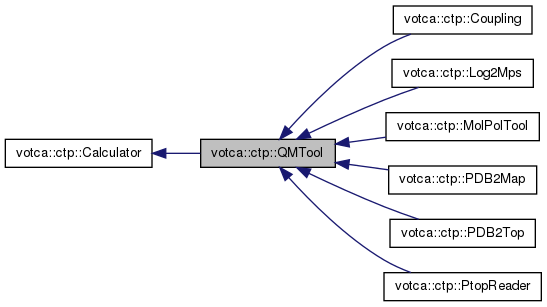 votca::ctp::Coupling
votca::ctp::Log2Mps
votca::ctp::MolPolTool
votca::ctp::Calculator
votca::ctp::QMTool
votca::ctp::PDB2Map
votca::ctp::PDB2Top
votca::ctp::PtopReader